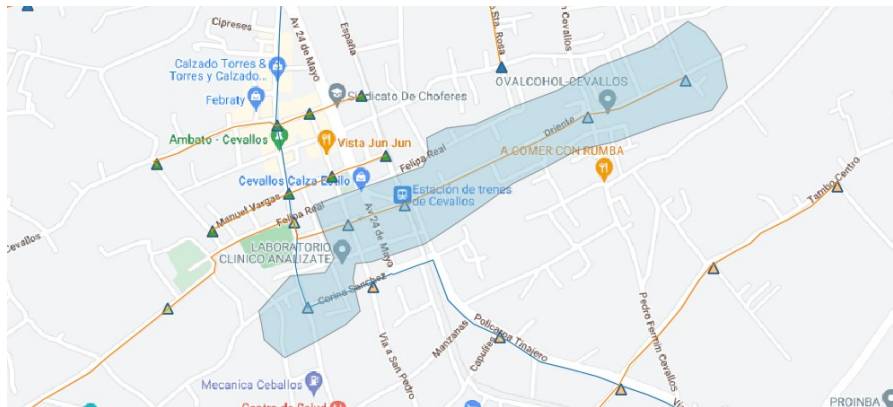 Cipreses
Av 24 de Mayo
España
Sta. Rosa
Cevallos
Calzado Torres &
Torres y Calzado...
Febraty
Sindicato De Choferes
OVALCOHOL-CEVALLOS
Ambato - Cevallos
Vista Jun Jun
Oriente
Felipa Real
A COMER CON RUMBA
Cevallos Calza Estilo
Estación de trenes
de Cevallos
Tambo Centro
Manuel Vargas
Felipa Real
Av 24 de Mayo
Cevallos
LABORATORIO
CLINICO ANALIZATE
Corina Sanchez
Pedro Fermin Cevallos
Policarpa Tinajero
Manzanas
Capulies
Vía a San Pedro
Mecanica Ceballos
Centro de Salud
PROINBA